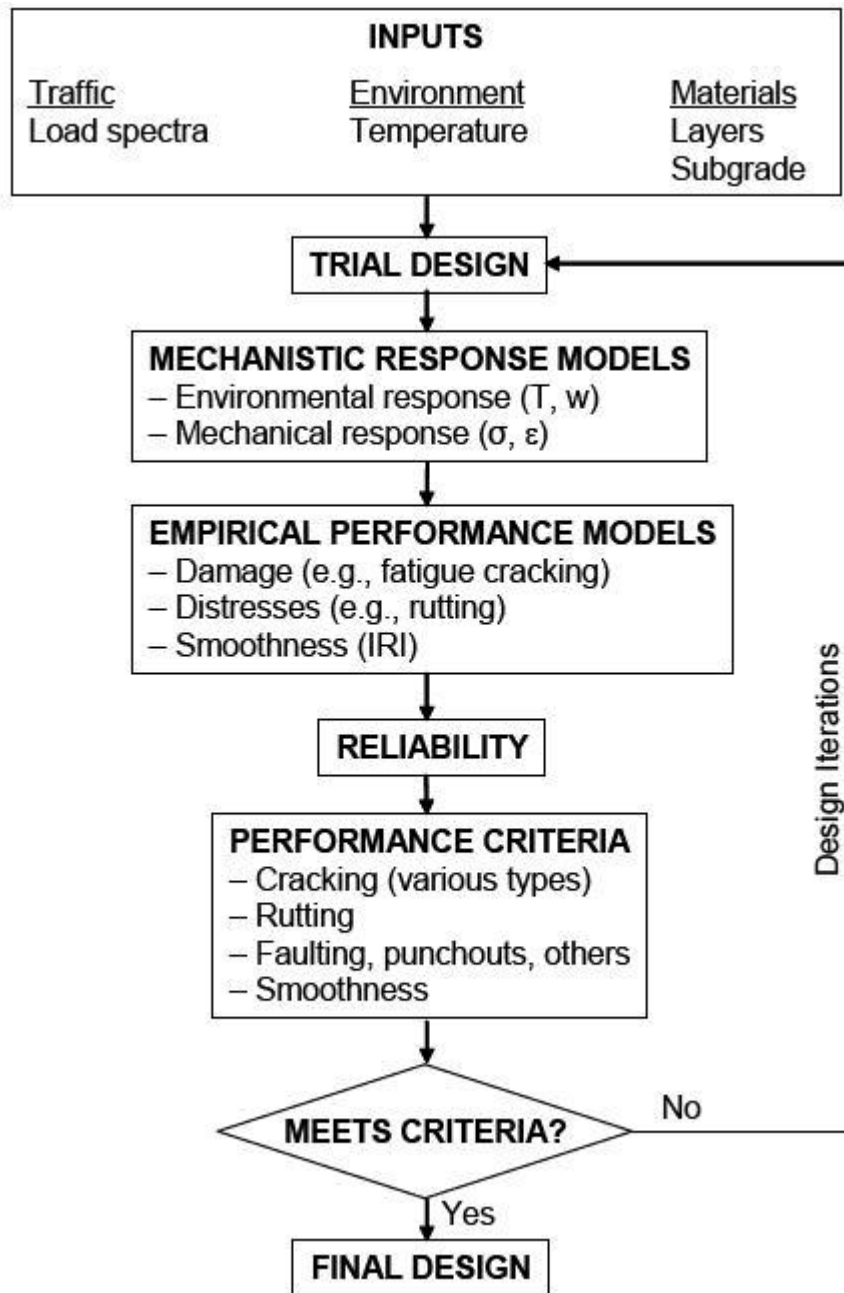 INPUTS
Traffic Environment Materials
Load spectra Temperature Layers
Subgrade
TRIAL DESIGN
MECHANISTIC RESPONSE MODELS
– Environmental response (T, w)
– Mechanical response (σ, ε)
EMPIRICAL PERFORMANCE MODELS
– Damage (e.g., fatigue cracking)
– Distresses (e.g., rutting)
– Smoothness (IRI)
RELIABILITY
PERFORMANCE CRITERIA
– Cracking (various types)
– Rutting
– Faulting, punchouts, others
– Smoothness
Design Iterations
MEETS CRITERIA?
No
Yes
FINAL DESIGN